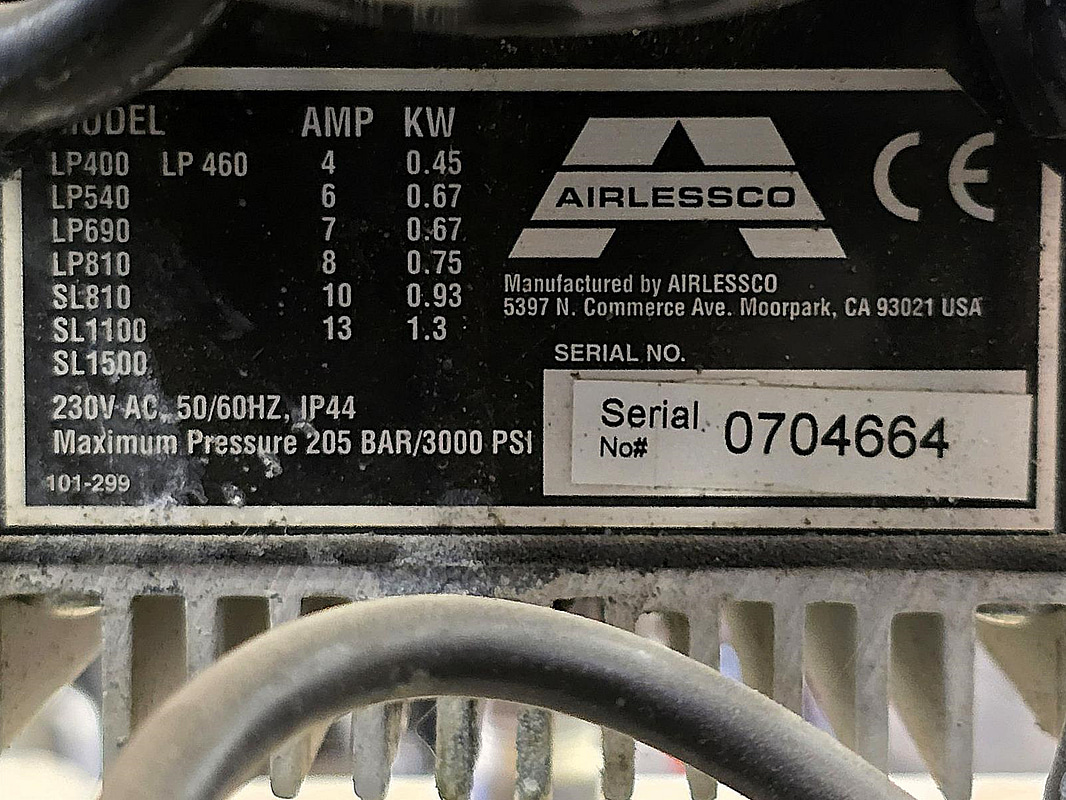 MODEL AMP KW
LP400 LP 460 4 0.45
LP540 6 0.67
LP690 7 0.67
LP810 8 0.75
SL810 10 0.93
SL1100 13 1.3
SL1500
230V AC, 50/60HZ, IP44
Maximum Pressure 205 BAR/3000 PSI
101-299
AIRLESSCO
CE
Manufactured by AIRLESSCO
5397 N. Commerce Ave. Moorpark, CA 93021 USA
SERIAL NO.
Serial
No# 0704664